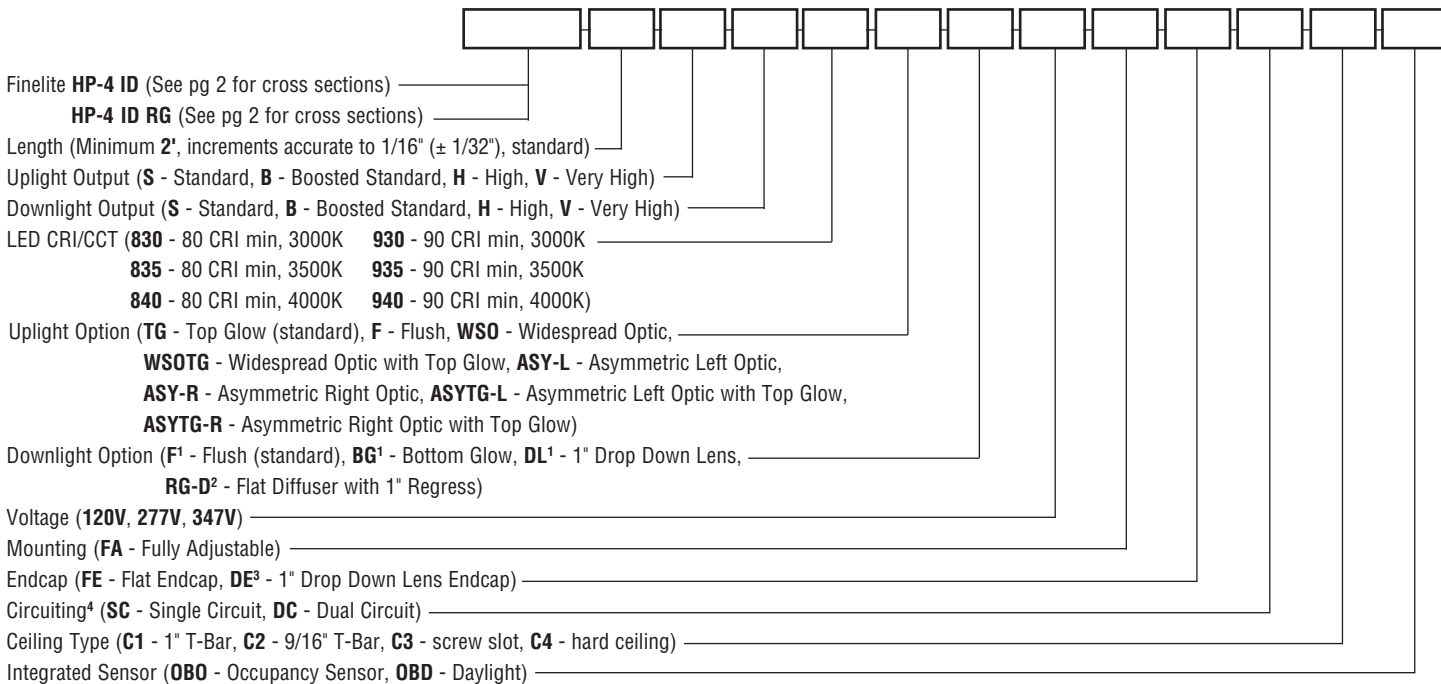 Finelite HP-4 ID (See pg 2 for cross sections)
HP-4 ID RG (See pg 2 for cross sections)
Length (Minimum 2', increments accurate to 1/16" (± 1/32"), standard)
Uplight Output (S - Standard, B - Boosted Standard, H - High, V - Very High)
Downlight Output (S - Standard, B - Boosted Standard, H - High, V - Very High)
LED CRI/CCT (830 - 80 CRI min, 3000K 930 - 90 CRI min, 3000K
835 - 80 CRI min, 3500K 935 - 90 CRI min, 3500K
840 - 80 CRI min, 4000K 940 - 90 CRI min, 4000K)
Uplight Option (TG - Top Glow (standard), F - Flush, WSO - Widespread Optic,
WSOTG - Widespread Optic with Top Glow, ASY-L - Asymmetric Left Optic,
ASY-R - Asymmetric Right Optic, ASYTG-L - Asymmetric Left Optic with Top Glow,
ASYTG-R - Asymmetric Right Optic with Top Glow)
Downlight Option (F¹ - Flush (standard), BG¹ - Bottom Glow, DL¹ - 1" Drop Down Lens,
RG-D² - Flat Diffuser with 1" Regress)
Voltage (120V, 277V, 347V)
Mounting (FA - Fully Adjustable)
Endcap (FE - Flat Endcap, DE³ - 1" Drop Down Lens Endcap)
Circuiting⁴ (SC - Single Circuit, DC - Dual Circuit)
Ceiling Type (C1 - 1" T-Bar, C2 - 9/16" T-Bar, C3 - screw slot, C4 - hard ceiling)
Integrated Sensor (OBO - Occupancy Sensor, OBD - Daylight)